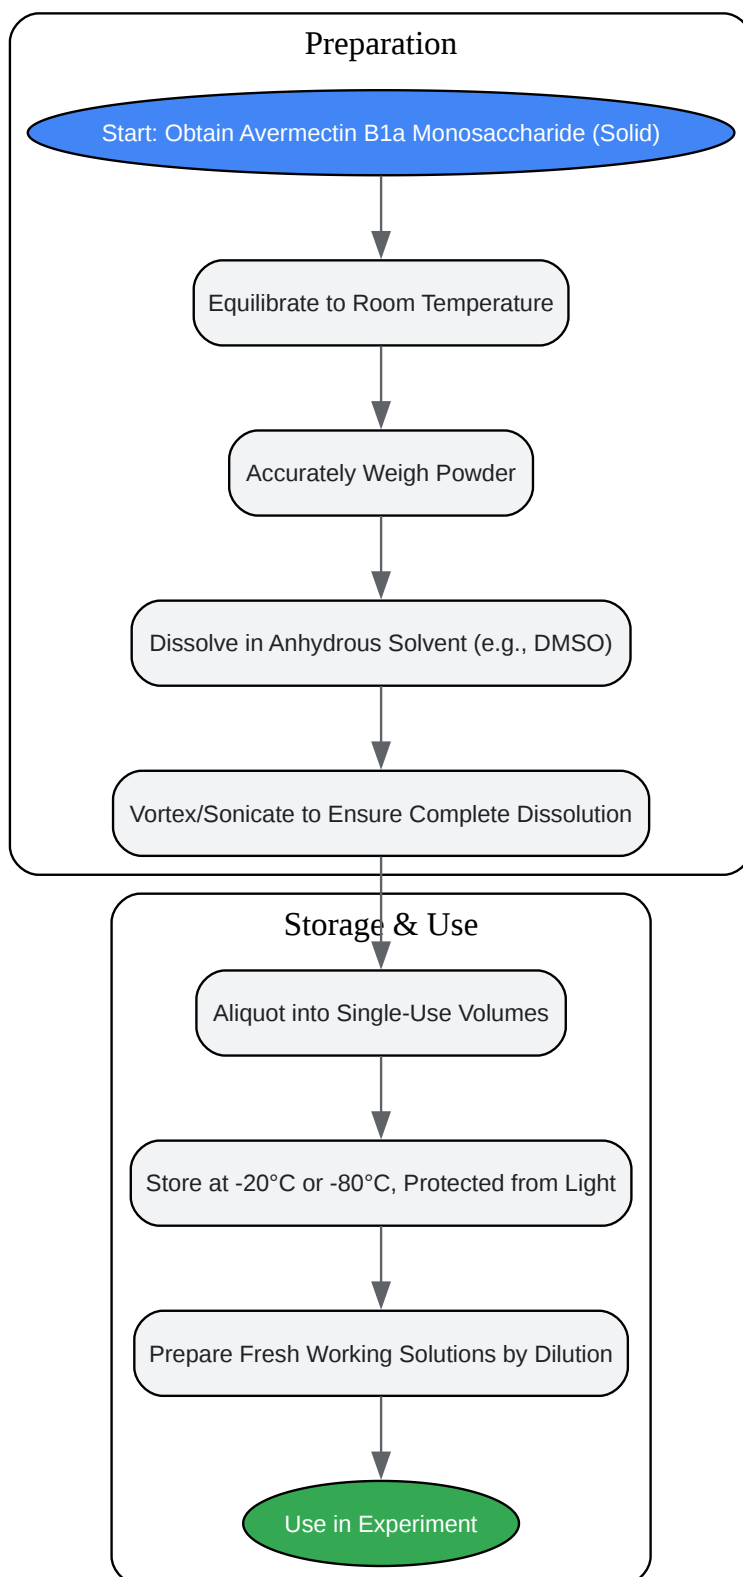 Preparation
Start: Obtain Avermectin B1a Monosaccharide (Solid)
Equilibrate to Room Temperature
Accurately Weigh Powder
Dissolve in Anhydrous Solvent (e.g., DMSO)
Vortex/Sonicate to Ensure Complete Dissolution
Storage & Use
Aliquot into Single-Use Volumes
Store at -20°C or -80°C, Protected from Light
Prepare Fresh Working Solutions by Dilution
Use in Experiment